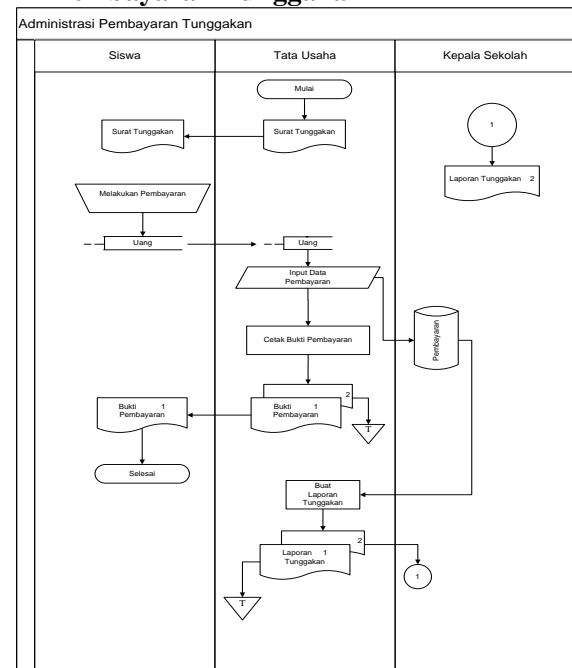 Administrasi Pembayaran Tunggakan
Siswa
Tata Usaha
Kepala Sekolah
Mulai
Surat Tunggakan
Surat Tunggakan
1
Laporan Tunggakan 2
Melakukan Pembayaran
Uang
Uang
Input Data
Pembayaran
Pembayaran
Cetak Bukti Pembayaran
2
Bukti 1
Pembayaran
Bukti 1
Pembayaran
T
Selesai
Buat
Laporan
Tunggakan
2
Laporan 1
Tunggakan
1
T